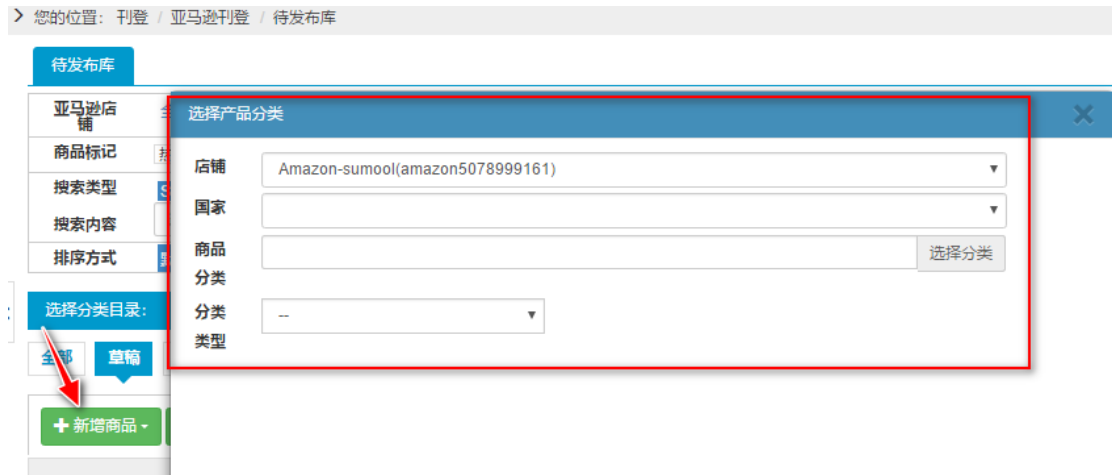 您的位置： 刊登 / 亚马逊刊登 / 待发布库
待发布库
亚马逊店
铺
商品标记
搜索类型
搜索内容
排序方式
选择分类目录：
全部
草稿
新增商品
选择产品分类
店铺
Amazon-sumool(amazon5078999161)
国家
商品
分类
选择分类
分类
类型
--